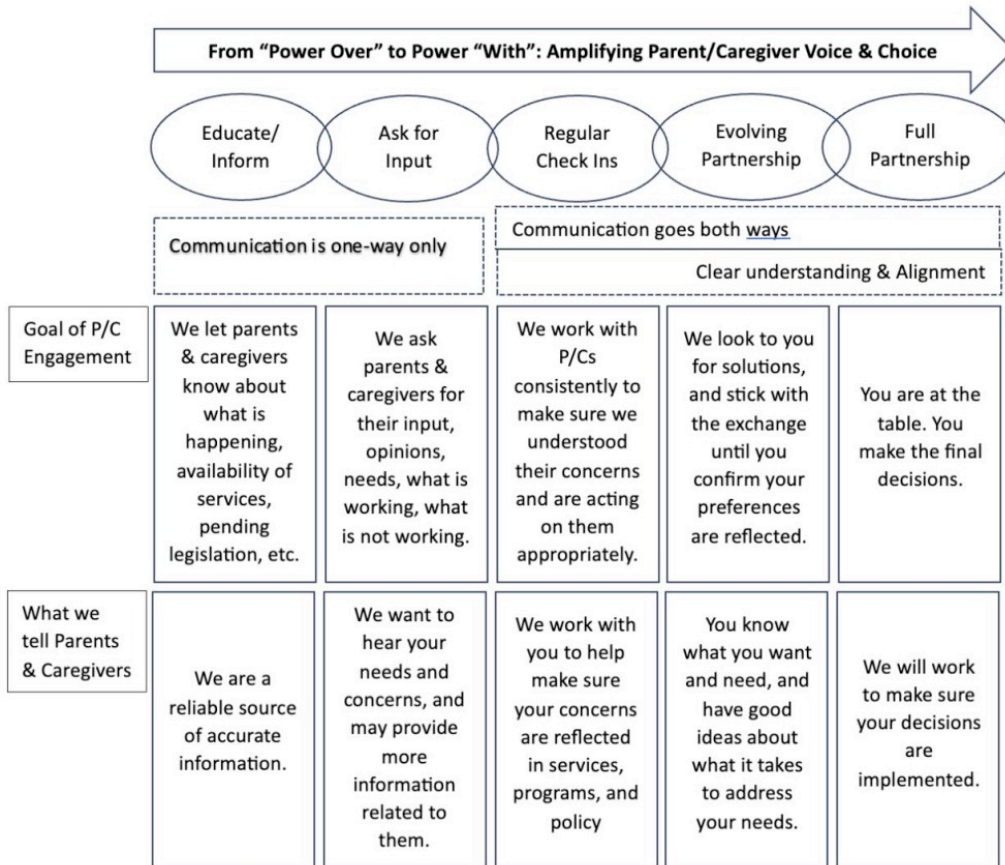 From “Power Over” to Power “With”: Amplifying Parent/Caregiver Voice & Choice
Educate/
Inform
Ask for
Input
Regular
Check Ins
Evolving
Partnership
Full
Partnership
Communication is one-way only
Communication goes both ways
Clear understanding & Alignment
Goal of P/C
Engagement
We let parents
& caregivers
know about
what is
happening,
availability of
services,
pending
legislation, etc.
We ask
parents &
caregivers for
their input,
opinions,
needs, what is
working, what
is not working.
We work with
P/Cs
consistently to
make sure we
understood
their concerns
and are acting
on them
appropriately.
We look to you
for solutions,
and stick with
the exchange
until you
confirm your
preferences
are reflected.
You are at the
table. You
make the final
decisions.
What we
tell Parents
& Caregivers
We are a
reliable source
of accurate
information.
We want to
hear your
needs and
concerns, and
may provide
more
information
related to
them.
We work with
you to help
make sure
your concerns
are reflected
in services,
programs, and
policy
You know
what you want
and need, and
have good
ideas about
what it takes
to address
your needs.
We will work
to make sure
your decisions
are
implemented.